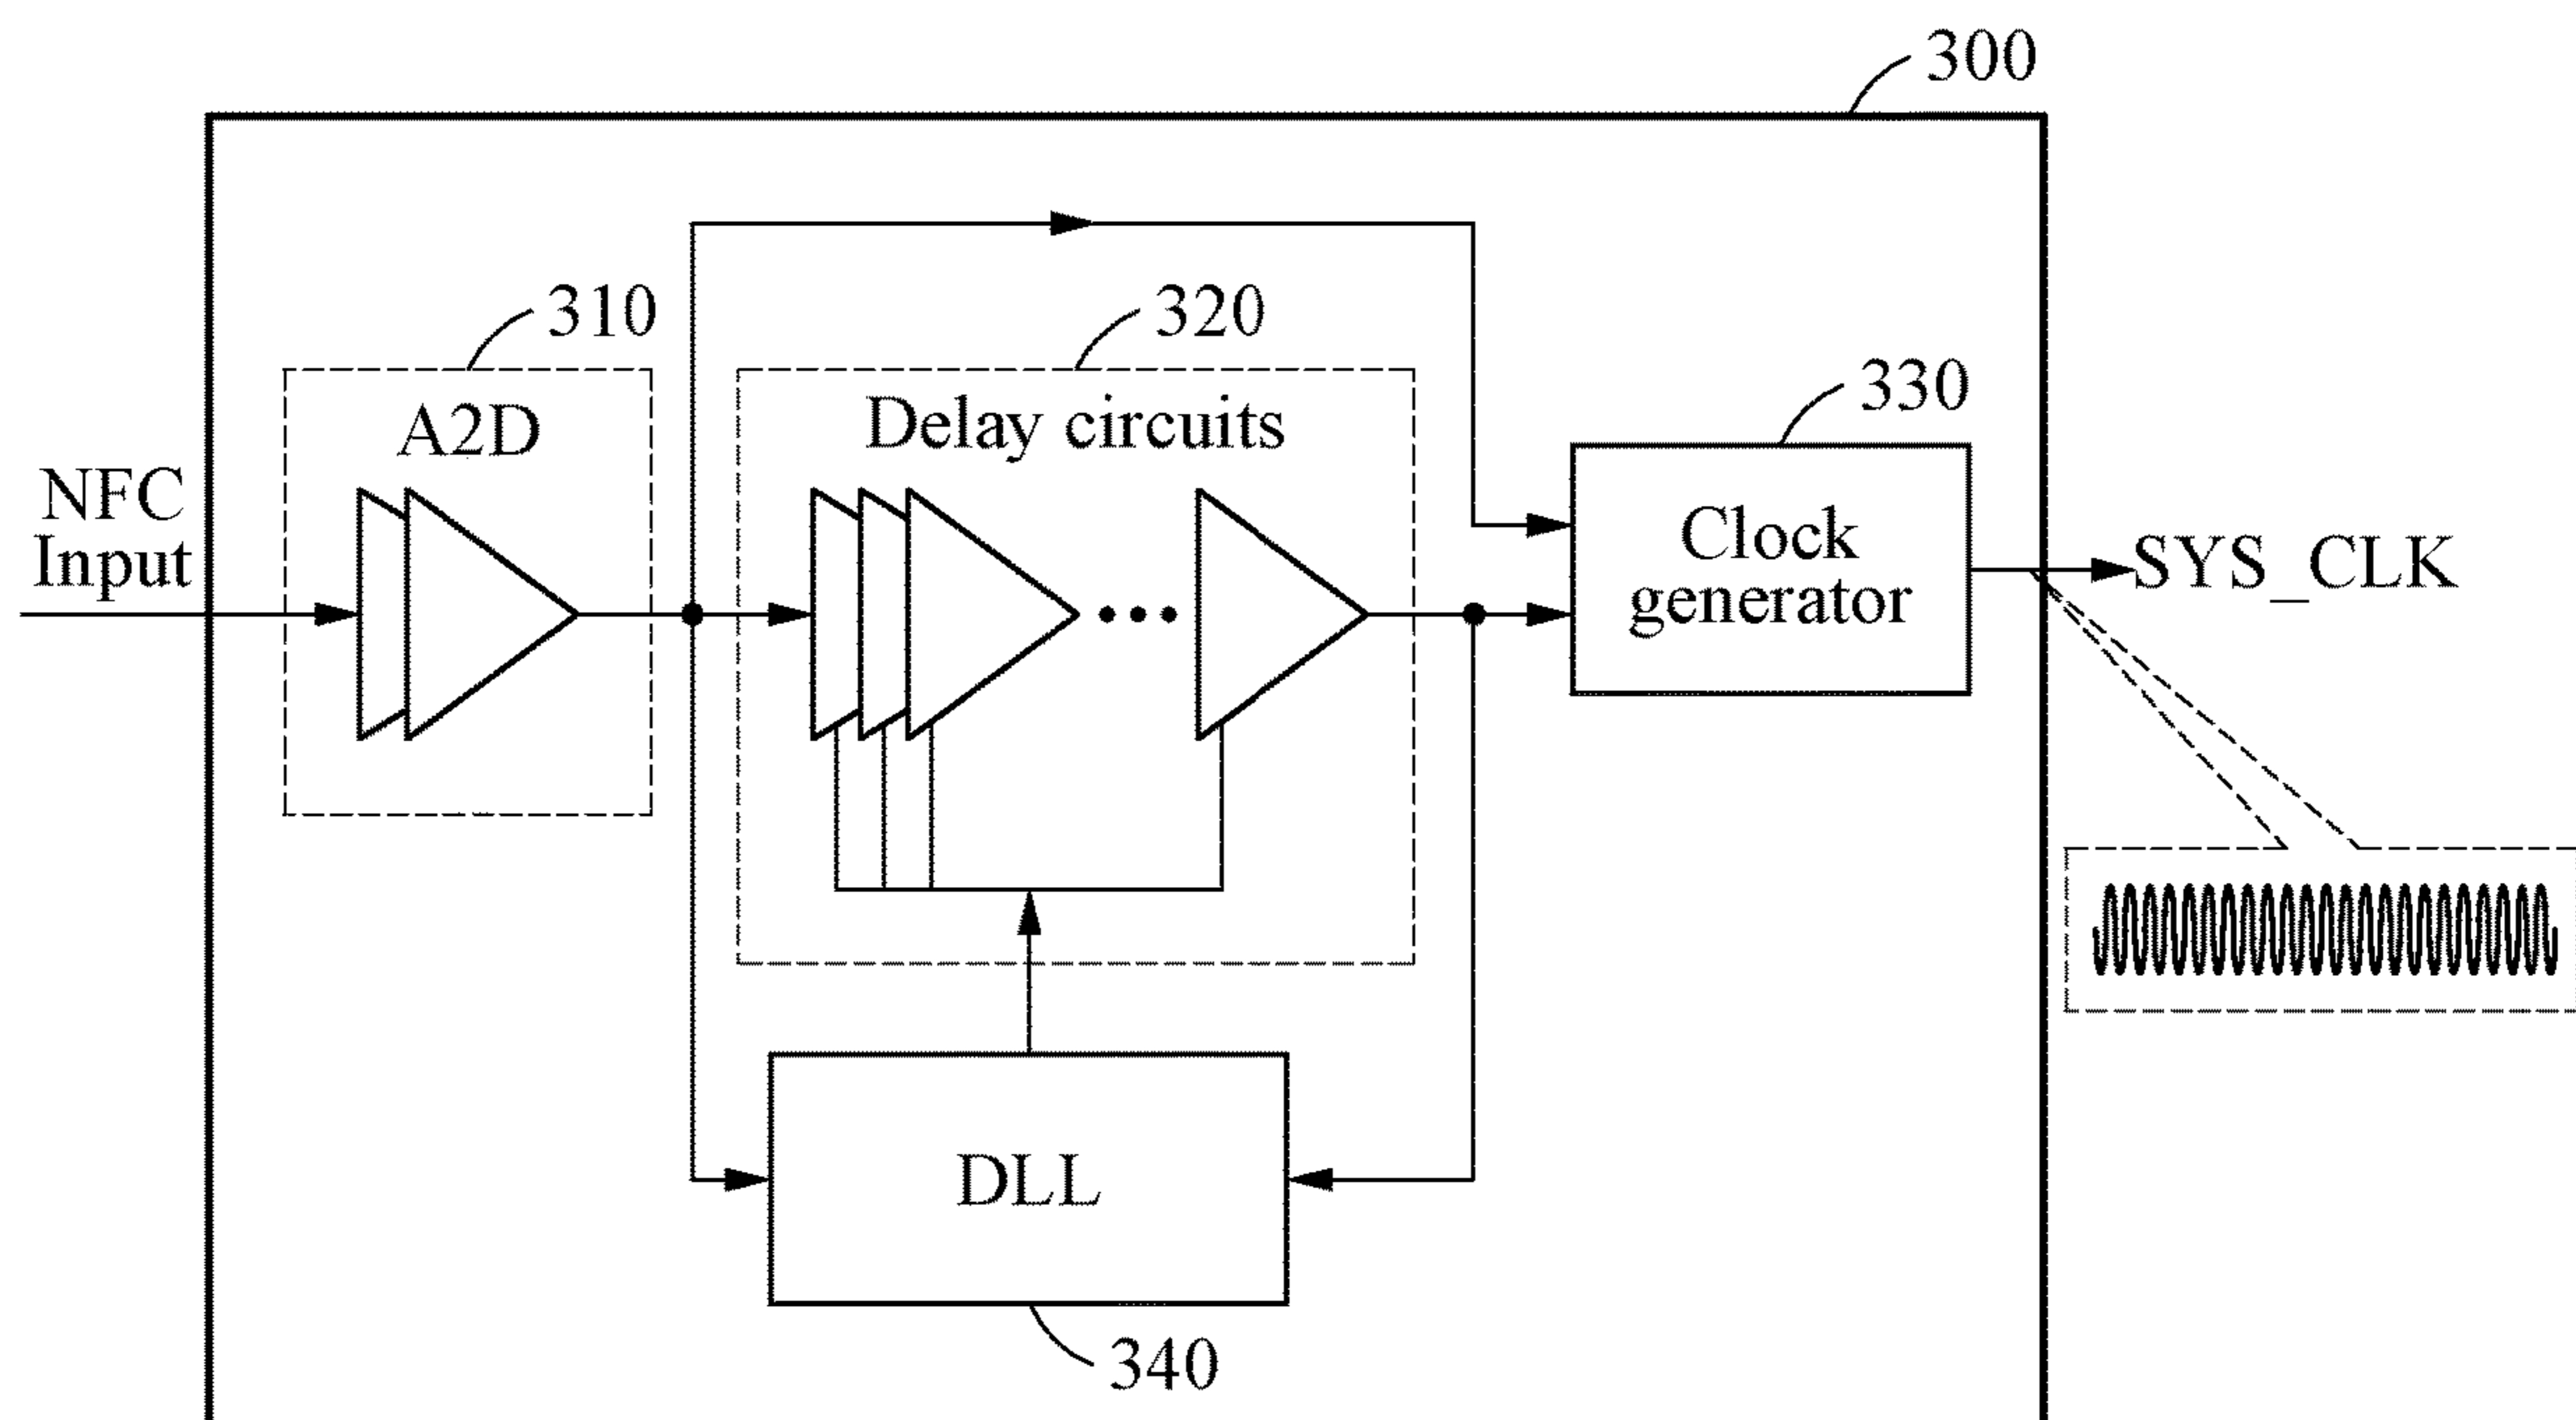 300
310
320
330
A2D
Delay circuits
NFC
Input
Clock
generator
SYS_CLK
DLL
340